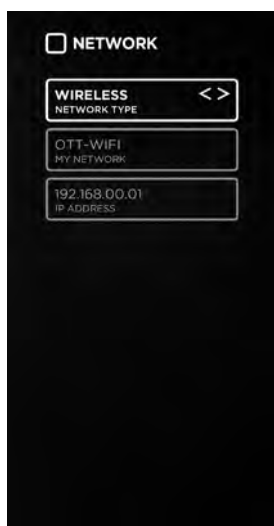 NETWORK
WIRELESS < >
NETWORK TYPE
OTT-WIFI
MY NETWORK
192.168.00.01
IP ADDRESS